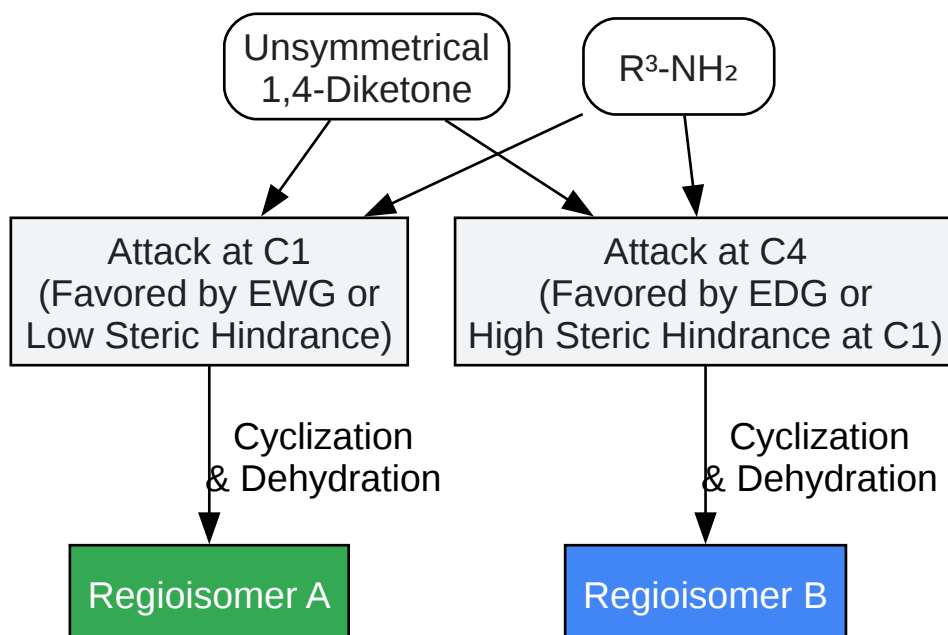 Unsymmetrical
1,4-Diketone
R³-NH₂
Attack at C1
(Favored by EWG or
Low Steric Hindrance)
Attack at C4
(Favored by EDG or
High Steric Hindrance at C1)
Cyclization
& Dehydration
Cyclization
& Dehydration
Regioisomer A
Regioisomer B